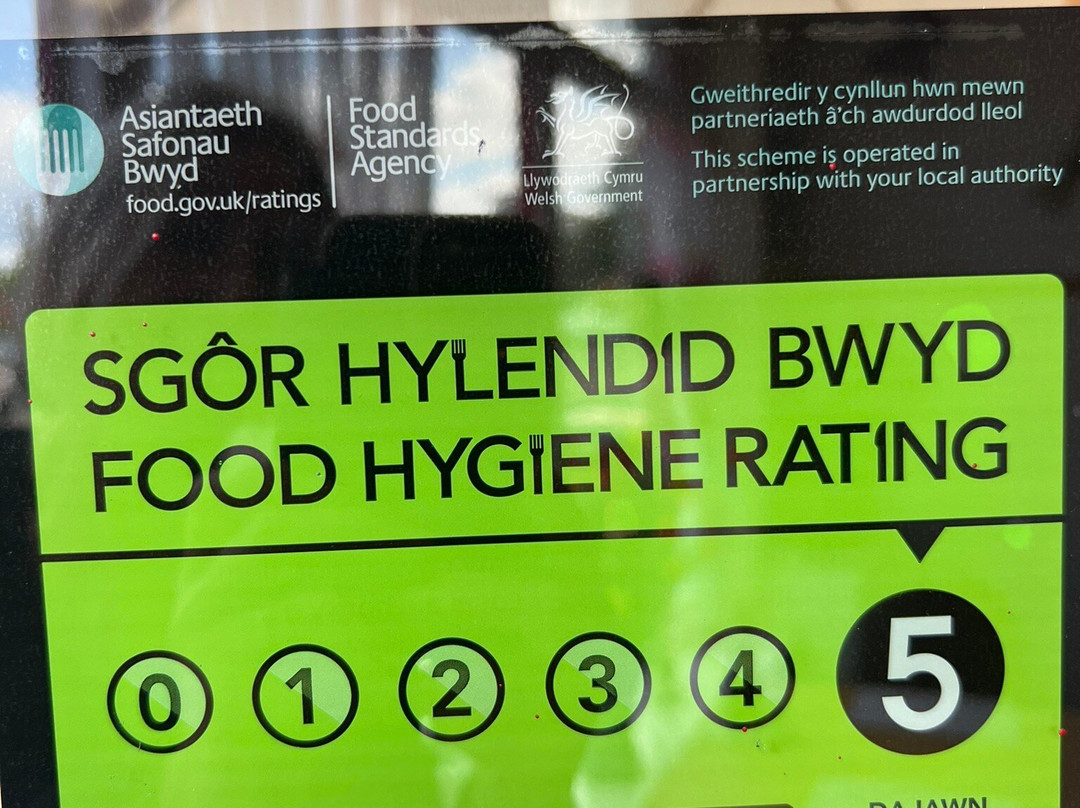 Asiantaeth
Safonau
Bwyd
food.gov.uk/ratings
Food
Standards
Agency
Llywodraeth Cymru
Welsh Government
Gweithredir y cynllun hwn mewn
partneriaeth â'ch awdurdod lleol
This scheme is operated in
partnership with your local authority
SGÔR HYLENDID BWYD
FOOD HYGIENE RATING
0 1 2 3 4 5
DA IAWN